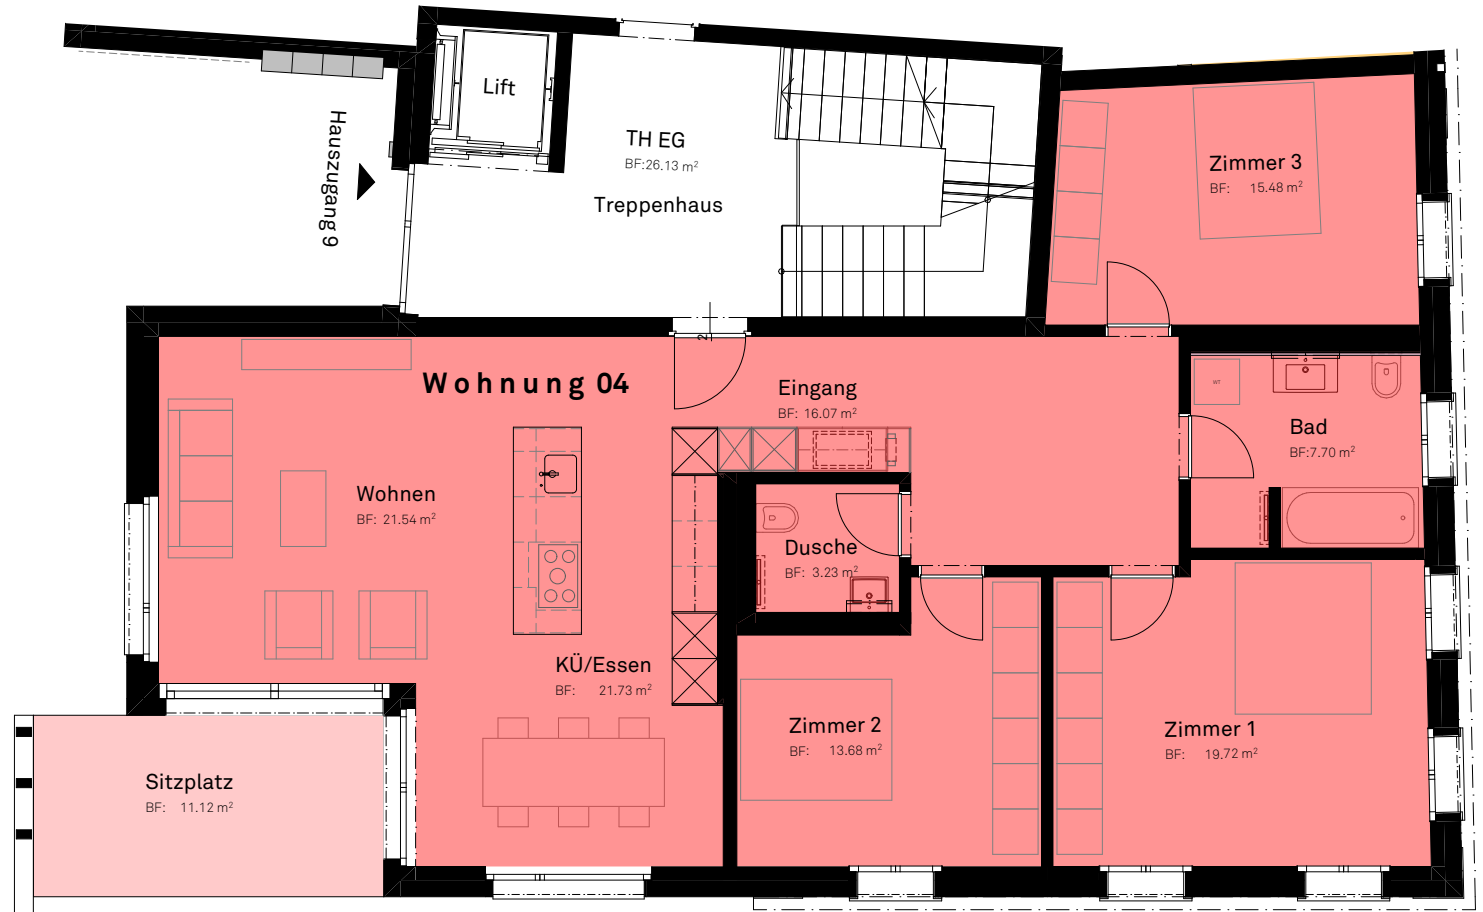 Lift
TH EG
BF:26.13 m²
Treppenhaus
Hauszugang 9
Zimmer 3
BF: 15.48 m²
2
Wohnung 04
Eingang
BF: 16.07 m²
WT
Bad
BF:7.70 m²
Wohnen
BF: 21.54 m²
Dusche
BF: 3.23 m²
KÜ/Essen
BF: 21.73 m²
Zimmer 2
BF: 13.68 m²
Zimmer 1
BF: 19.72 m²
Sitzplatz
BF: 11.12 m²